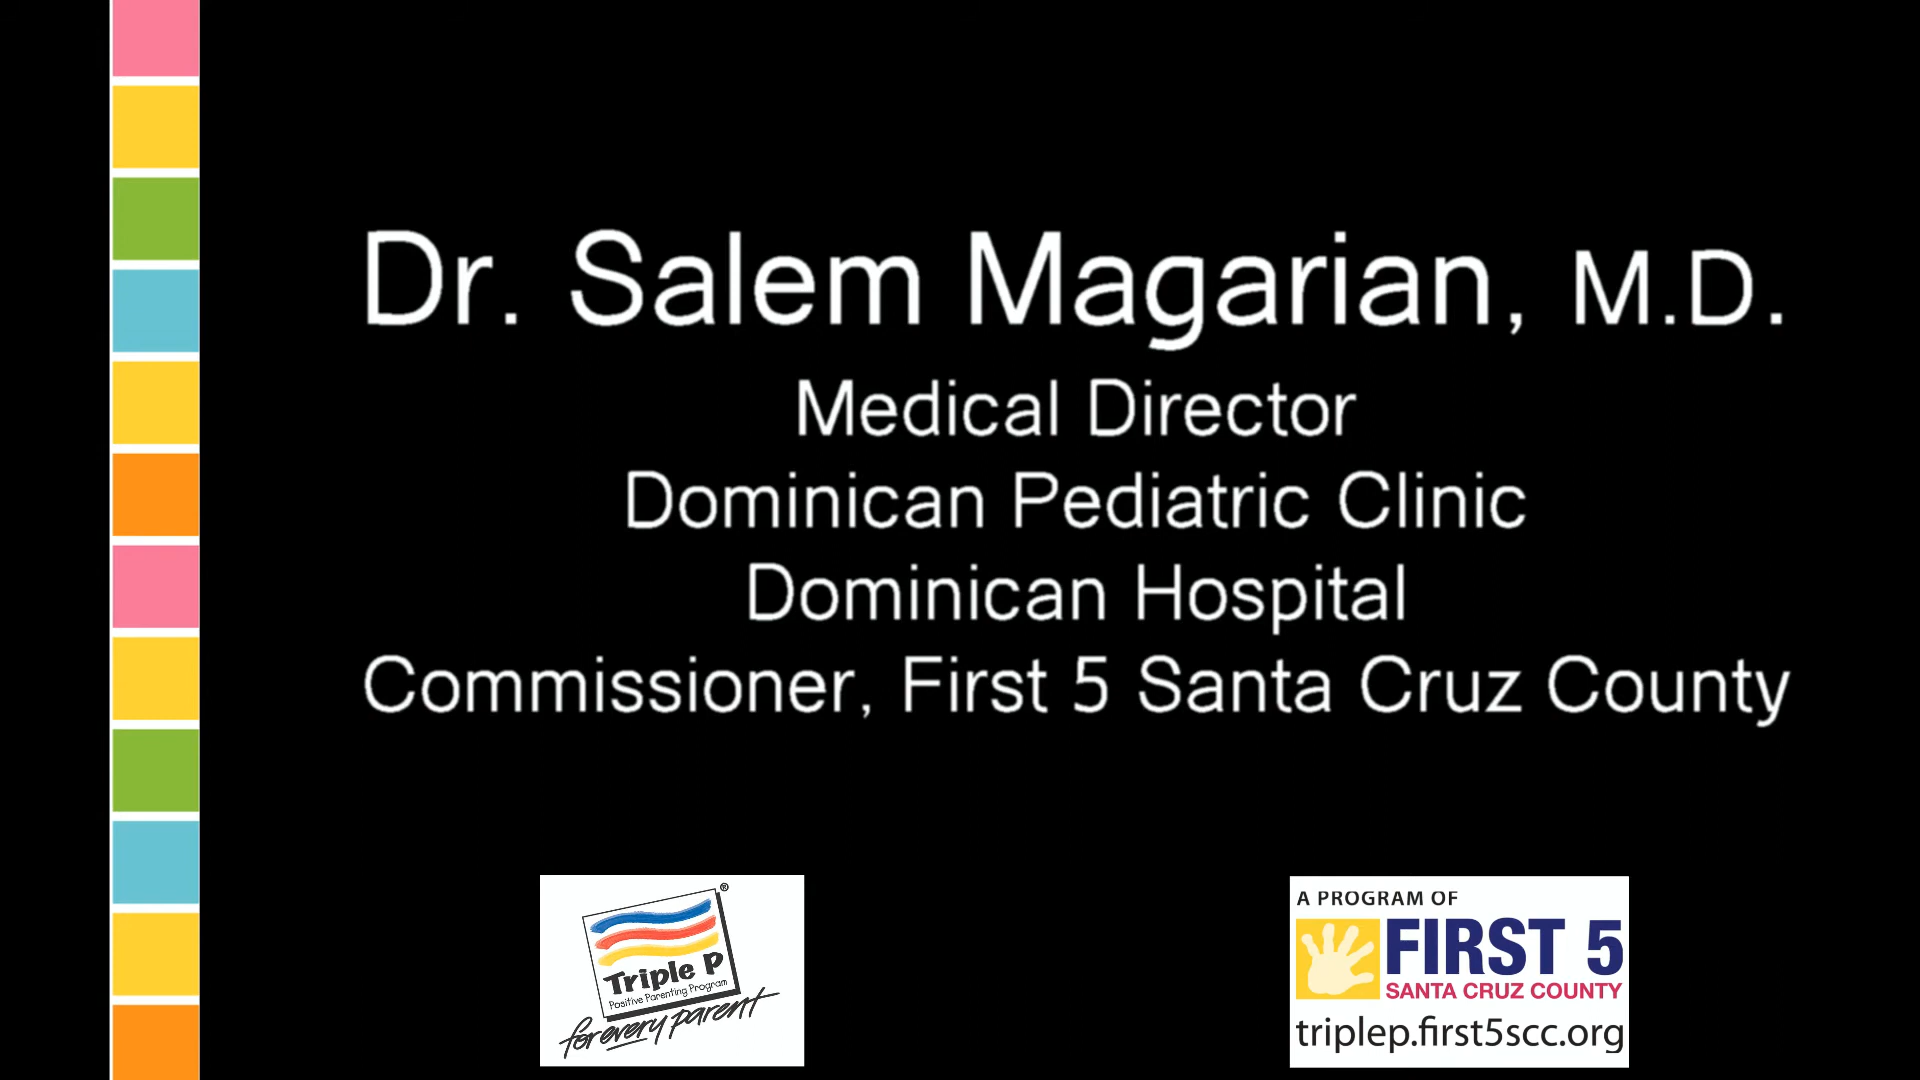 Dr. Salem Magarian, M.D.
Medical Director
Dominican Pediatric Clinic
Dominican Hospital
Commissioner, First 5 Santa Cruz County
®
Triple P
Positive Parenting Program
for every parent
A PROGRAM OF
FIRST 5
SANTA CRUZ COUNTY
triplep.first5scc.org